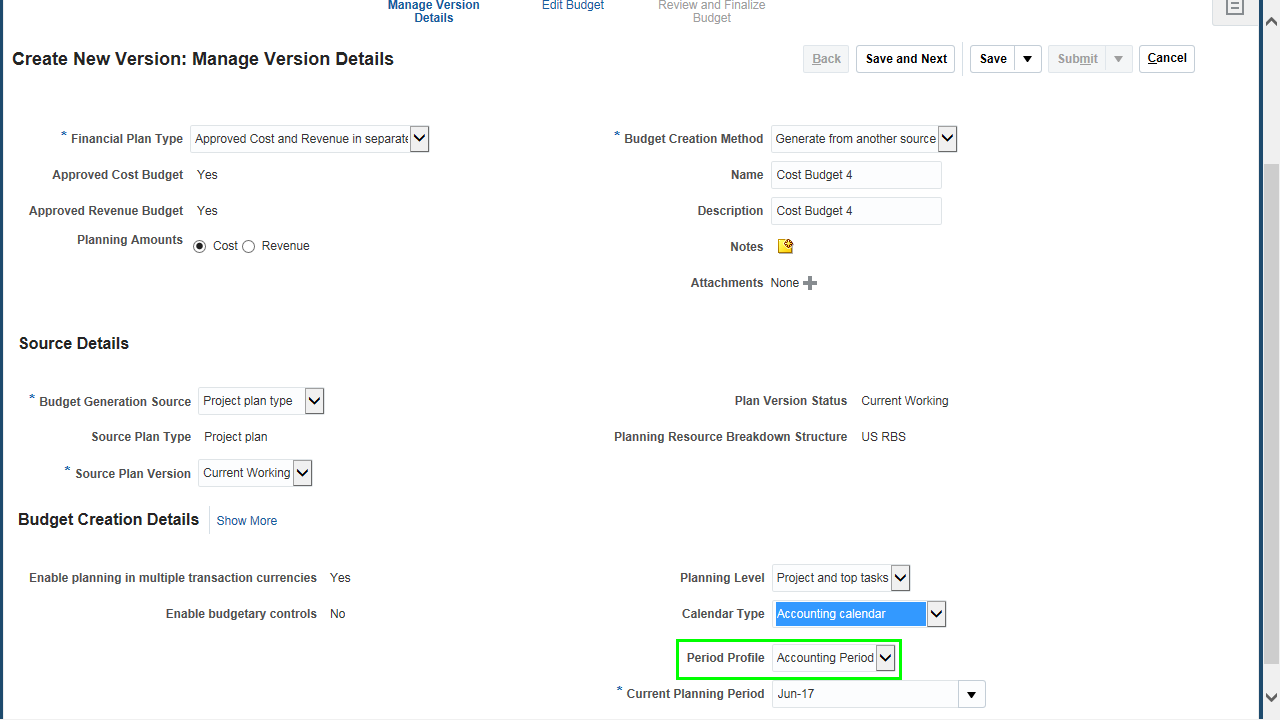 Manage Version
Details
Edit Budget
Review and Finalize
Budget
Create New Version: Manage Version Details
Back
Save and Next
Save
Submit
Cancel
* Financial Plan Type
Approved Cost and Revenue in separate
Approved Cost Budget
Yes
Approved Revenue Budget
Yes
Planning Amounts
Cost
Revenue
* Budget Creation Method
Generate from another source
Name
Cost Budget 4
Description
Cost Budget 4
Notes
Attachments
None
Source Details
* Budget Generation Source
Project plan type
Source Plan Type
Project plan
* Source Plan Version
Current Working
Plan Version Status
Current Working
Planning Resource Breakdown Structure
US RBS
Budget Creation Details
Show More
Enable planning in multiple transaction currencies
Yes
Enable budgetary controls
No
Planning Level
Project and top tasks
Calendar Type
Accounting calendar
Period Profile
Accounting Period
* Current Planning Period
Jun-17